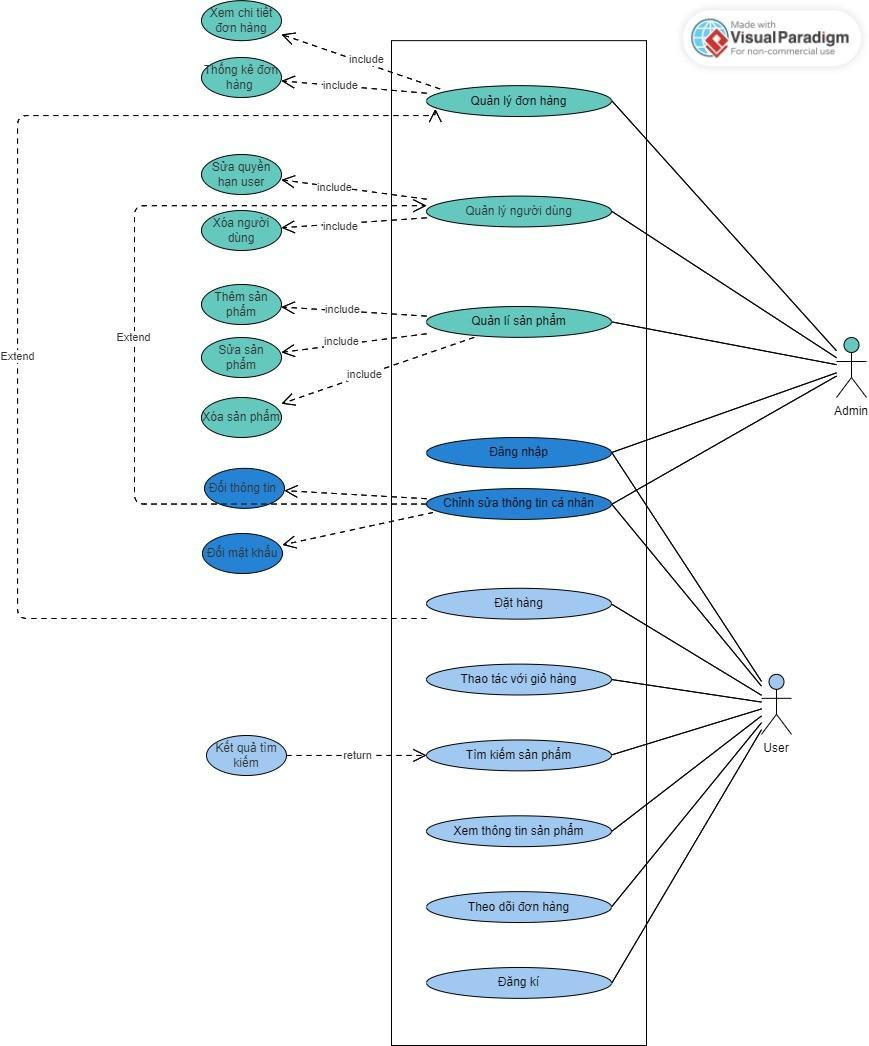 Made with
Visual Paradigm
For non-commercial use
Xem chi tiết
đơn hàng
include
Thống kê đơn
hàng
include
Quản lý đơn hàng
Sửa quyền
hạn user
include
Quản lý người dùng
Xóa người
dùng
include
Thêm sản
phẩm
include
Quản lí sản phẩm
Extend
include
Sửa sản
phẩm
Extend
include
Xóa sản phẩm
Admin
Đăng nhập
Đổi thông tin
Chỉnh sửa thông tin cá nhân
Đổi mật khẩu
Đặt hàng
Thao tác với giỏ hàng
User
Kết quả tìm
kiếm
return
Tìm kiếm sản phẩm
Xem thông tin sản phẩm
Theo dõi đơn hàng
Đăng kí